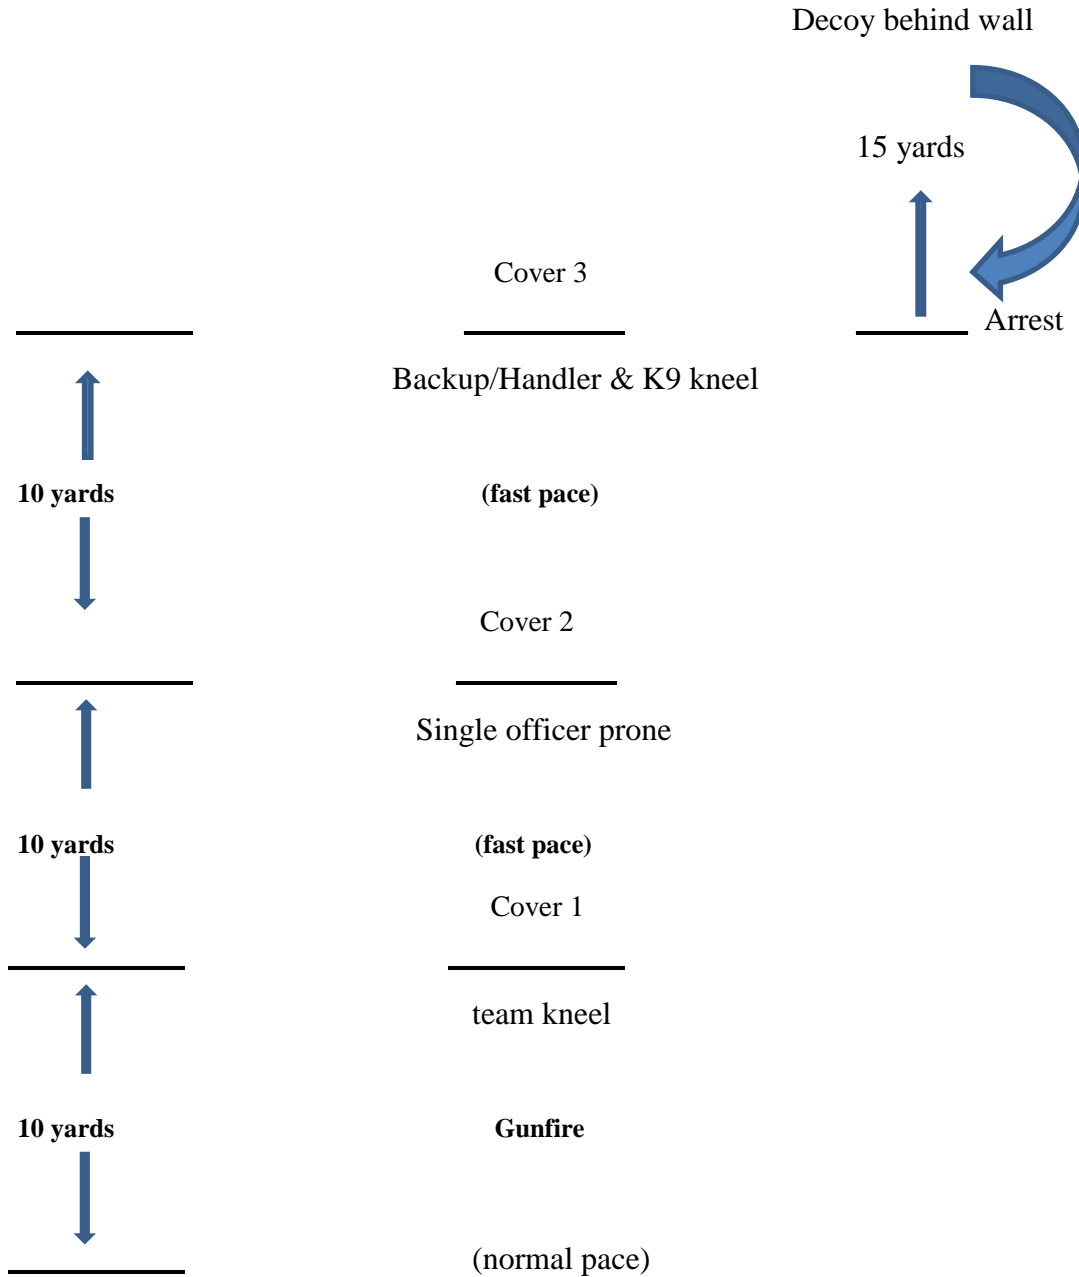 Decoy behind wall
15 yards
Cover 3
Arrest
Backup/Handler & K9 kneel
10 yards
(fast pace)
Cover 2
Single officer prone
10 yards
(fast pace)
Cover 1
team kneel
10 yards
Gunfire
(normal pace)